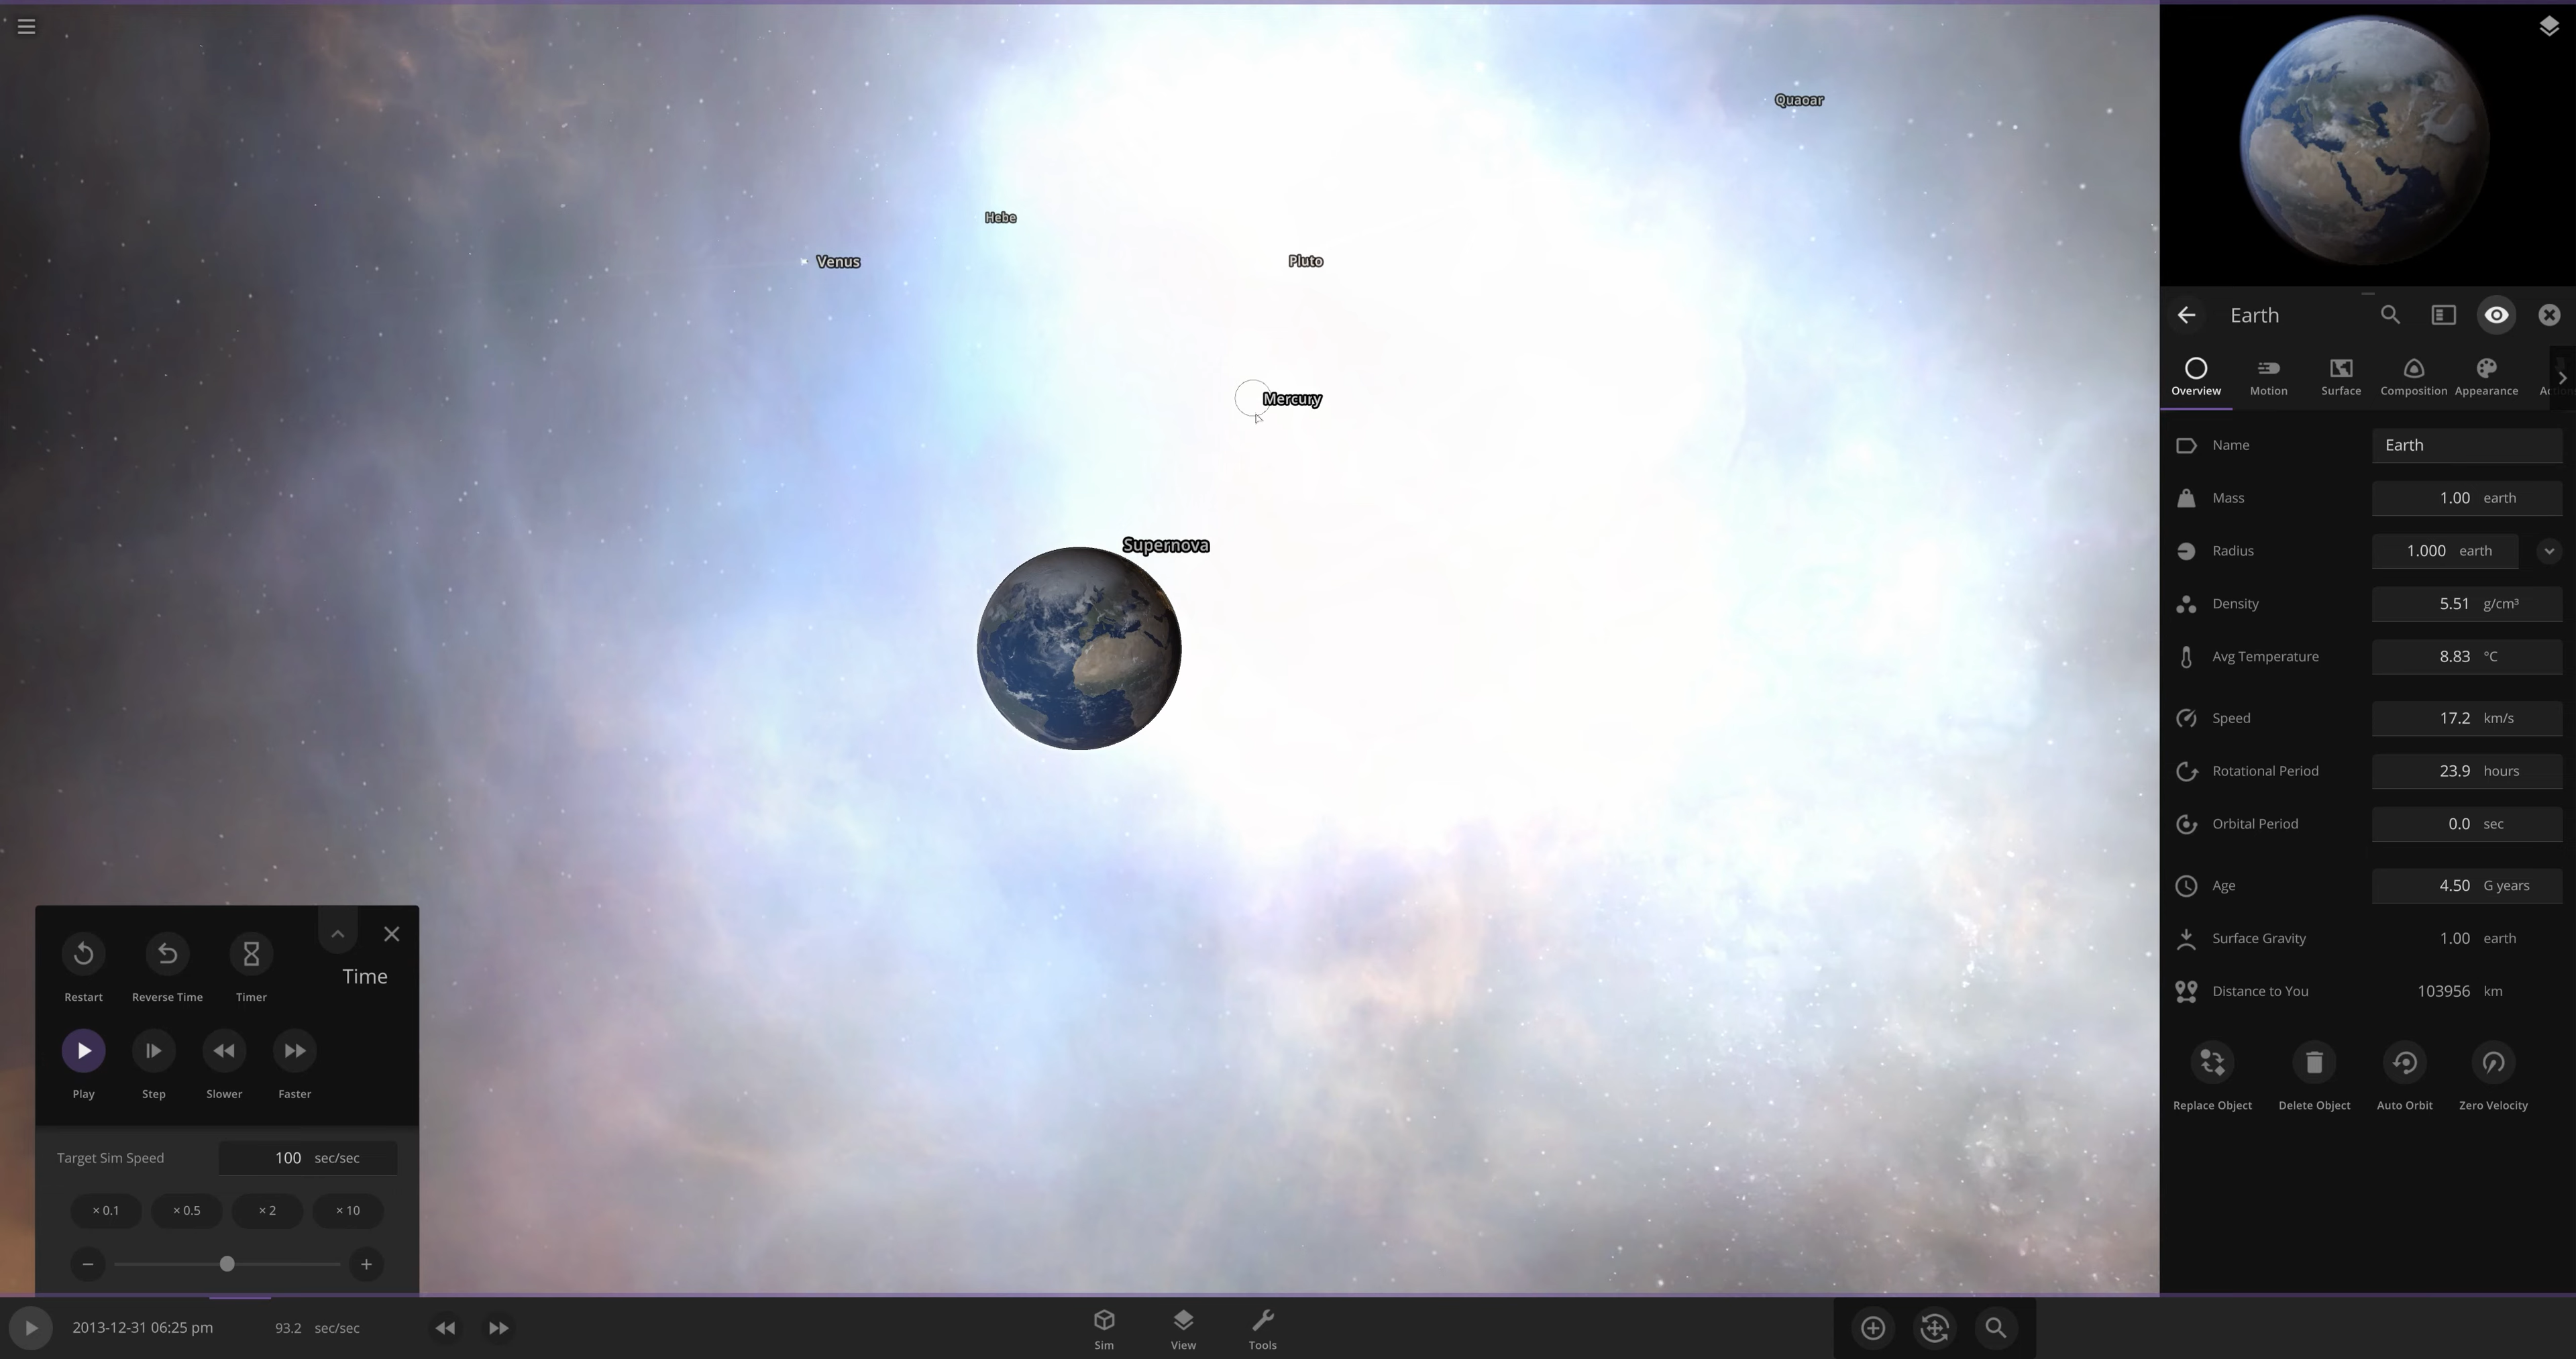 Quaoar
Hebe
Venus
Pluto
Mercury
Supernova
Earth
Overview
Motion
Surface
Composition
Appearance
Name
Earth
Mass
1.00 earth
Radius
1.000 earth
Density
5.51 g/cm³
Avg Temperature
8.83 °C
Speed
17.2 km/s
Rotational Period
23.9 hours
Orbital Period
0.0 sec
Age
4.50 G years
Surface Gravity
1.00 earth
Distance to You
103956 km
Replace Object
Delete Object
Auto Orbit
Zero Velocity
Time
Restart
Reverse Time
Timer
Play
Step
Slower
Faster
Target Sim Speed
100 sec/sec
× 0.1
× 0.5
× 2
× 10
2013-12-31 06:25 pm
93.2 sec/sec
Sim
View
Tools